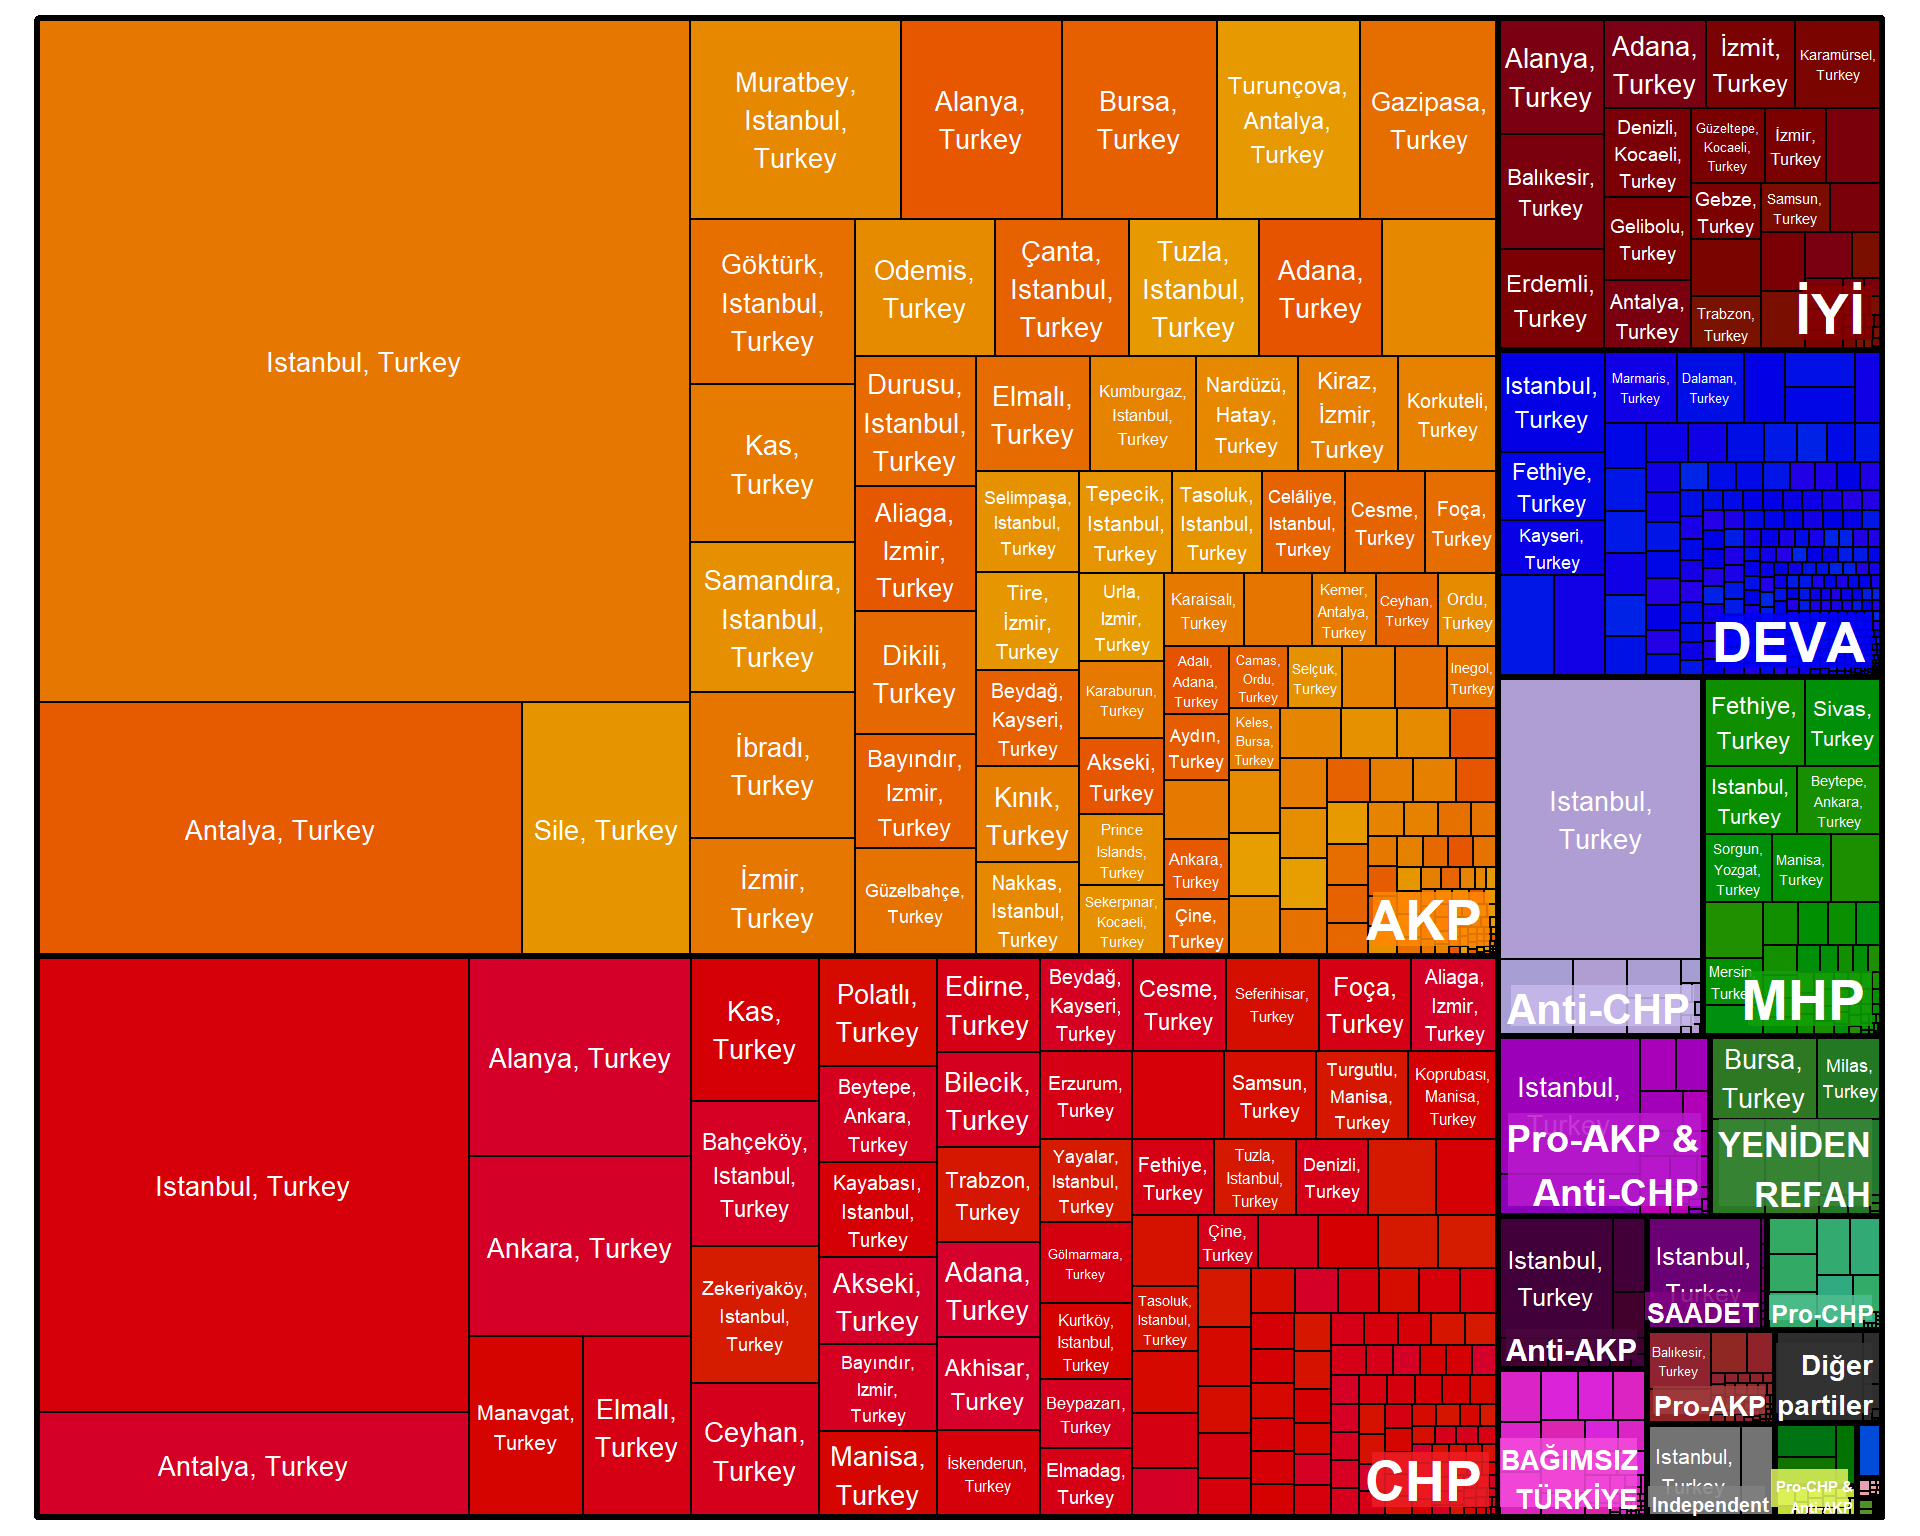 Istanbul, Turkey
Antalya, Turkey
Sile, Turkey
Muratbey,
Istanbul,
Turkey
Alanya,
Turkey
Bursa,
Turkey
Turunçova,
Antalya,
Turkey
Gazipasa,
Turkey
Göktürk,
Istanbul,
Turkey
Kas,
Turkey
Samandıra,
Istanbul,
Turkey
İbradı,
Turkey
İzmir,
Turkey
Odemis,
Turkey
Çanta,
Istanbul,
Turkey
Tuzla,
Istanbul,
Turkey
Adana,
Turkey
Durusu,
Istanbul,
Turkey
Aliaga,
Izmir,
Turkey
Dikili,
Turkey
Bayındır,
Izmir,
Turkey
Güzelbahçe,
Turkey
Elmalı,
Turkey
Kumburgaz,
Istanbul,
Turkey
Nardüzü,
Hatay,
Turkey
Kiraz,
İzmir,
Turkey
Korkuteli,
Turkey
Selimpaşa,
Istanbul,
Turkey
Tepecik,
Istanbul,
Turkey
Tasoluk,
Istanbul,
Turkey
Celâliye,
Istanbul,
Turkey
Cesme,
Turkey
Foça,
Turkey
Tire,
İzmir,
Turkey
Beydağ,
Kayseri,
Turkey
Kınık,
Turkey
Nakkas,
Istanbul,
Turkey
Urla,
Izmir,
Turkey
Karaburun,
Turkey
Akseki,
Turkey
Prince
Islands,
Turkey
Sekerpınar,
Kocaeli,
Turkey
Karaisalı,
Turkey
Kemer,
Antalya,
Turkey
Ceyhan,
Turkey
Ordu,
Turkey
Adalı,
Adana,
Turkey
Camas,
Ordu,
Turkey
Selçuk,
Turkey
Inegol,
Turkey
Aydın,
Turkey
Keles,
Bursa,
Turkey
Ankara,
Turkey
Çine,
Turkey
AKP
Istanbul, Turkey
Antalya, Turkey
Alanya, Turkey
Ankara, Turkey
Manavgat,
Turkey
Elmalı,
Turkey
Kas,
Turkey
Bahçeköy,
Istanbul,
Turkey
Zekeriyaköy,
Istanbul,
Turkey
Ceyhan,
Turkey
Polatlı,
Turkey
Beytepe,
Ankara,
Turkey
Kayabası,
Istanbul,
Turkey
Akseki,
Turkey
Bayındır,
Izmir,
Turkey
Manisa,
Turkey
Edirne,
Turkey
Bilecik,
Turkey
Trabzon,
Turkey
Adana,
Turkey
Akhisar,
Turkey
İskenderun,
Turkey
Beydağ,
Kayseri,
Turkey
Cesme,
Turkey
Seferihisar,
Turkey
Foça,
Turkey
Aliaga,
Izmir,
Turkey
Erzurum,
Turkey
Samsun,
Turkey
Turgutlu,
Manisa,
Turkey
Koprubası,
Manisa,
Turkey
Yayalar,
Istanbul,
Turkey
Fethiye,
Turkey
Tuzla,
Istanbul,
Turkey
Denizli,
Turkey
Gölmarmara,
Turkey
Çine,
Turkey
Kurtköy,
Istanbul,
Turkey
Tasoluk,
Istanbul,
Turkey
Beypazarı,
Turkey
Elmadag,
Turkey
CHP
Alanya,
Turkey
Balıkesir,
Turkey
Erdemli,
Turkey
Adana,
Turkey
İzmit,
Turkey
Karamürsel,
Turkey
Denizli,
Kocaeli,
Turkey
Güzeltepe,
Kocaeli,
Turkey
İzmir,
Turkey
Gelibolu,
Turkey
Gebze,
Turkey
Samsun,
Turkey
Antalya,
Turkey
Trabzon,
Turkey
İYİ
Istanbul,
Turkey
Fethiye,
Turkey
Kayseri,
Turkey
Marmaris,
Turkey
Dalaman,
Turkey
DEVA
Istanbul,
Turkey
Anti-CHP
Fethiye,
Turkey
Sivas,
Turkey
Istanbul,
Turkey
Beytepe,
Ankara,
Turkey
Sorgun,
Yozgat,
Turkey
Manisa,
Turkey
Mersin,
Turkey
MHP
Istanbul,
Turkey
Pro-AKP &
Anti-CHP
Bursa,
Turkey
Milas,
Turkey
YENİDEN
REFAH
Istanbul,
Turkey
Anti-AKP
Istanbul,
Turkey
SAADET
Pro-CHP
Balıkesir,
Turkey
Pro-AKP
Diğer
partiler
BAĞIMSIZ
TÜRKİYE
Istanbul,
Turkey
Independent
Pro-CHP &
Anti-AKP